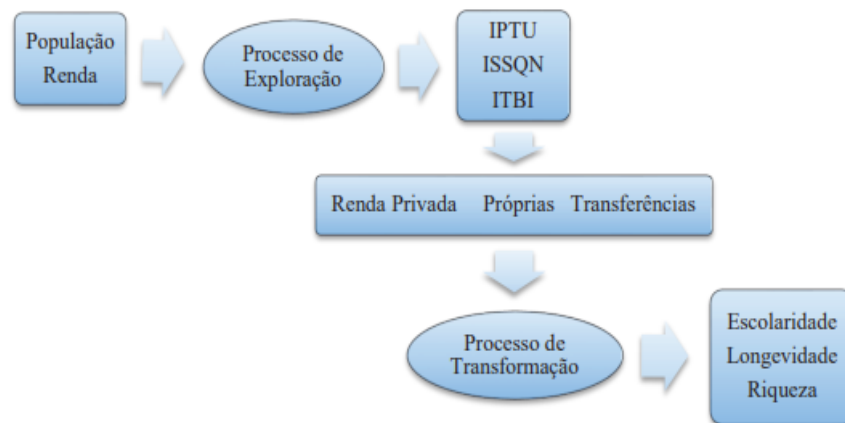 População
Renda
Processo de
Exploração
IPTU
ISSQN
ITBI
Renda Privada Próprias Transferências
Processo de
Transformação
Escolaridade
Longevidade
Riqueza